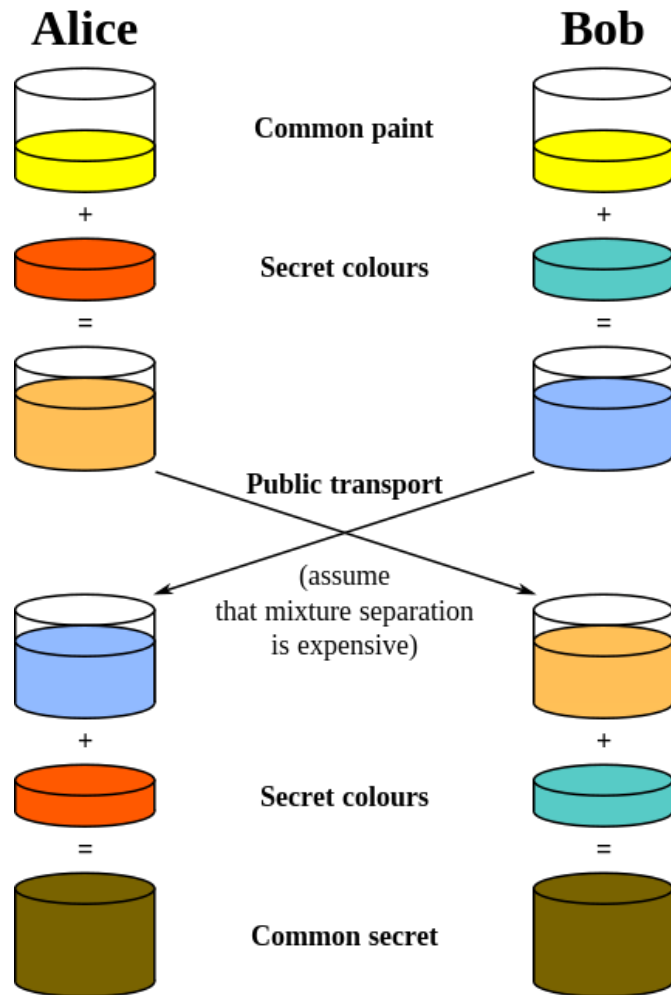 Alice
Bob
Common paint
+
+
Secret colours
=
=
Public transport
(assume
that mixture separation
is expensive)
+
+
Secret colours
=
=
Common secret